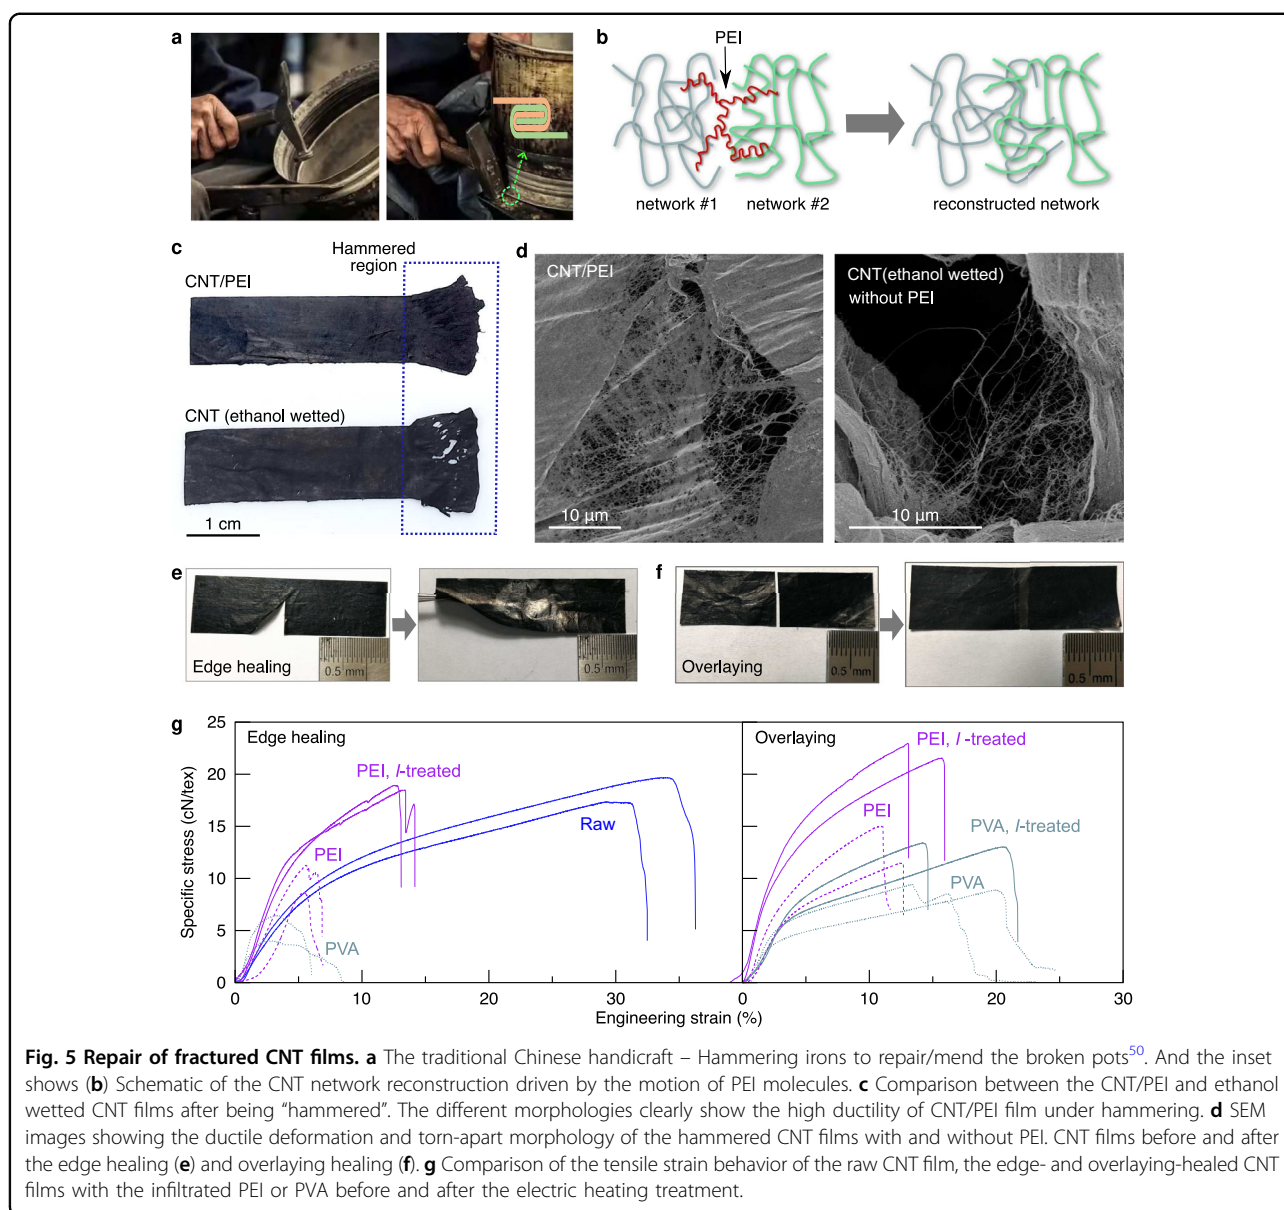 a
b
PEI
network #1
network #2
reconstructed network
c
Hammered
region
CNT/PEI
CNT (ethanol wetted)
1 cm
d
CNT/PEI
10 µm
CNT(ethanol wetted)
without PEI
10 µm
e
Edge healing
0.5 mm
0.5 mm
f
Overlaying
0.5 mm
0.5 mm
g
Specific stress (cN/tex)
25
20
15
10
5
0
Edge healing
PEI, I-treated
PEI
Raw
PVA
0
10
20
30
Overlaying
PEI, I-treated
PEI
PVA, I-treated
PVA
0
10
20
30
Engineering strain (%)
Fig. 5 Repair of fractured CNT films. a The traditional Chinese handicraft – Hammering irons to repair/mend the broken pots50. And the inset
shows (b) Schematic of the CNT network reconstruction driven by the motion of PEI molecules. c Comparison between the CNT/PEI and ethanol
wetted CNT films after being “hammered”. The different morphologies clearly show the high ductility of CNT/PEI film under hammering. d SEM
images showing the ductile deformation and torn-apart morphology of the hammered CNT films with and without PEI. CNT films before and after
the edge healing (e) and overlaying healing (f). g Comparison of the tensile strain behavior of the raw CNT film, the edge- and overlaying-healed CNT
films with the infiltrated PEI or PVA before and after the electric heating treatment.